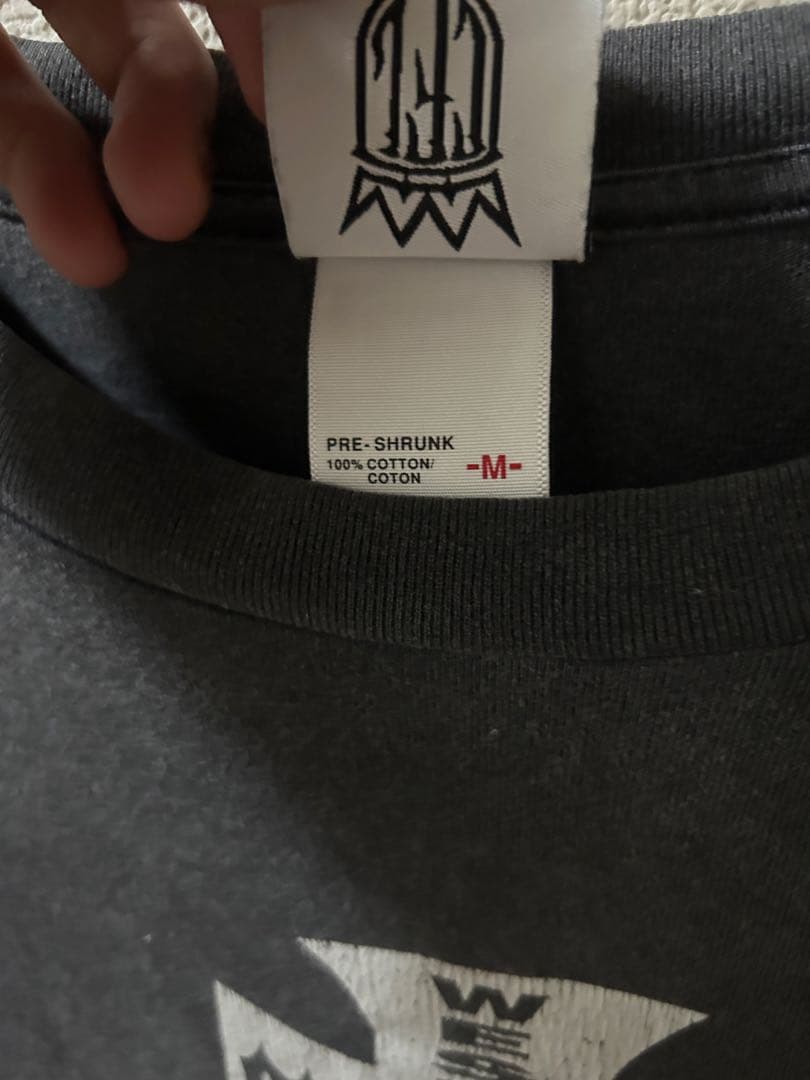 PRE-SHRUNK
100% COTTON/
COTON
-M-